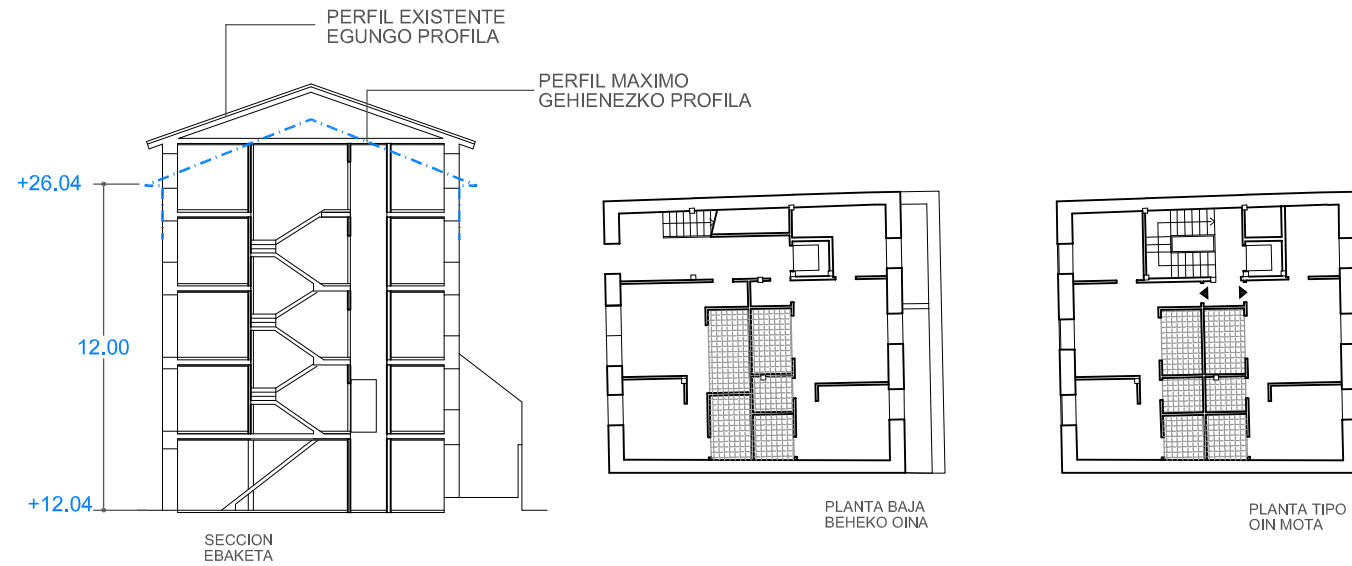 PERFIL EXISTENTE
EGUNGO PROFILA
PERFIL MAXIMO
GEHIENEZKO PROFILA
+26.04
12.00
+12.04
SECCION
EBAKETA
PLANTA BAJA
BEHEKO OINA
PLANTA TIPO
OIN MOTA